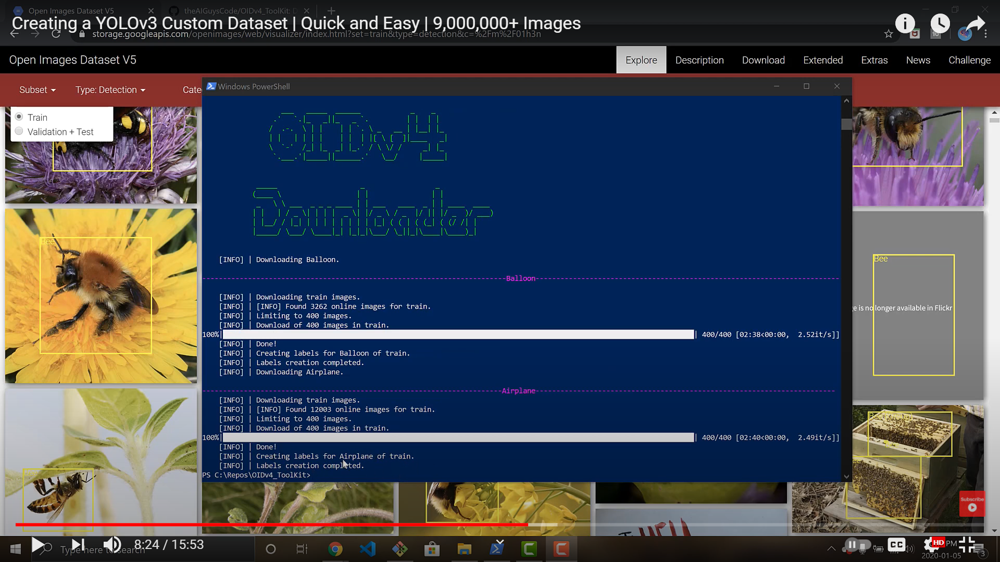 Open Images Dataset V5
theAIGuysCode/OIDv4_ToolKit: D
Creating a YOLOv3 Custom Dataset | Quick and Easy | 9,000,000+ Images
storage.googleapis.com/openimages/web/visualizer/index.html?set=train&type=detection&c=%2Fm%2F01h3n
Open Images Dataset V5
Explore
Description
Download
Extended
Extras
News
Challenge
Subset
Type: Detection
Cate
Train
Validation + Test
Windows PowerShell
OIDv4
Downloader
[INFO] | Downloading Balloon.
Balloon
[INFO] | Downloading train images.
[INFO] | [INFO] Found 3262 online images for train.
[INFO] | Limiting to 400 images.
[INFO] | Download of 400 images in train.
100%| | 400/400 [02:38<00:00, 2.52it/s]]
[INFO] | Done!
[INFO] | Creating labels for Balloon of train.
[INFO] | Labels creation completed.
[INFO] | Downloading Airplane.
Airplane
[INFO] | Downloading train images.
[INFO] | [INFO] Found 12003 online images for train.
[INFO] | Limiting to 400 images.
[INFO] | Download of 400 images in train.
100%| | 400/400 [02:40<00:00, 2.49it/s]]
[INFO] | Done!
[INFO] | Creating labels for Airplane of train.
[INFO] | Labels creation completed.
PS C:\Repos\OIDv4_ToolKit>
Bee
Bee
e is no longer available in Flickr
Subscribe
I HELL
8:24 / 15:53
Type here to search
CC
HD
PM
2020-01-05
3